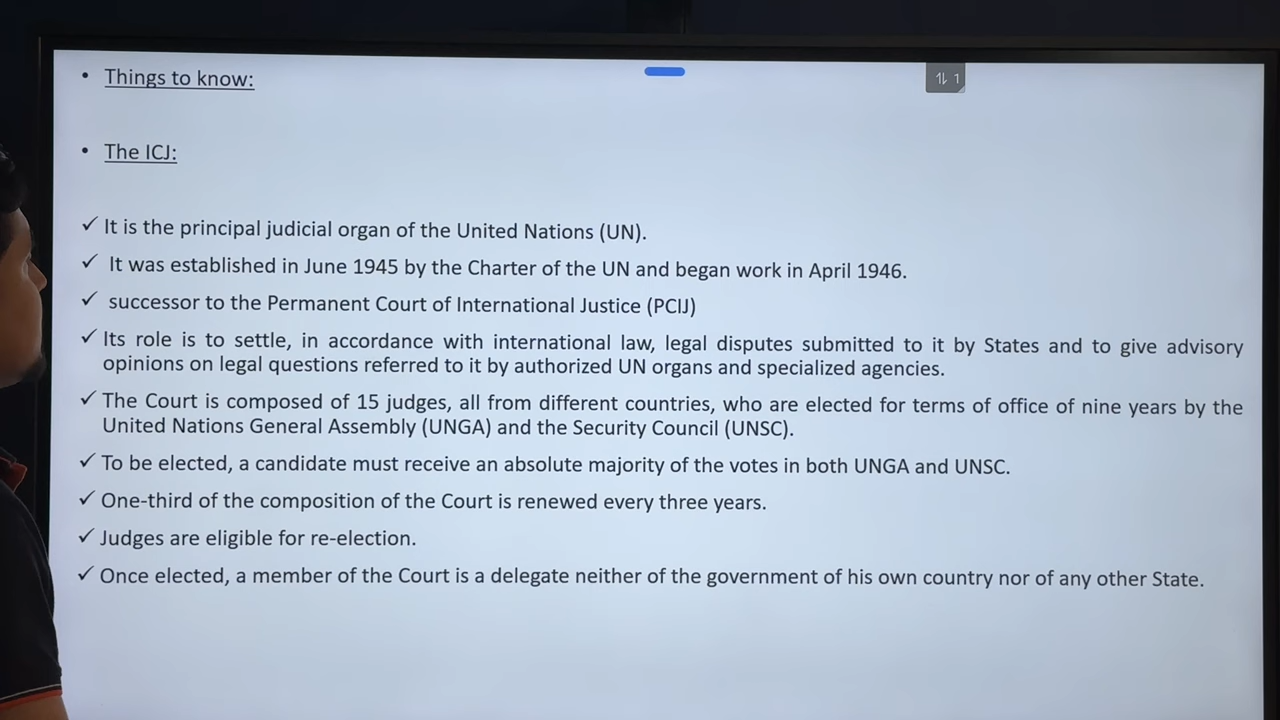 • Things to know:
⇅ 1
• The ICJ:
✓ It is the principal judicial organ of the United Nations (UN).
✓ It was established in June 1945 by the Charter of the UN and began work in April 1946.
✓ successor to the Permanent Court of International Justice (PCIJ)
✓ Its role is to settle, in accordance with international law, legal disputes submitted to it by States and to give advisory
opinions on legal questions referred to it by authorized UN organs and specialized agencies.
✓ The Court is composed of 15 judges, all from different countries, who are elected for terms of office of nine years by the
United Nations General Assembly (UNGA) and the Security Council (UNSC).
✓ To be elected, a candidate must receive an absolute majority of the votes in both UNGA and UNSC.
✓ One-third of the composition of the Court is renewed every three years.
✓ Judges are eligible for re-election.
✓ Once elected, a member of the Court is a delegate neither of the government of his own country nor of any other State.